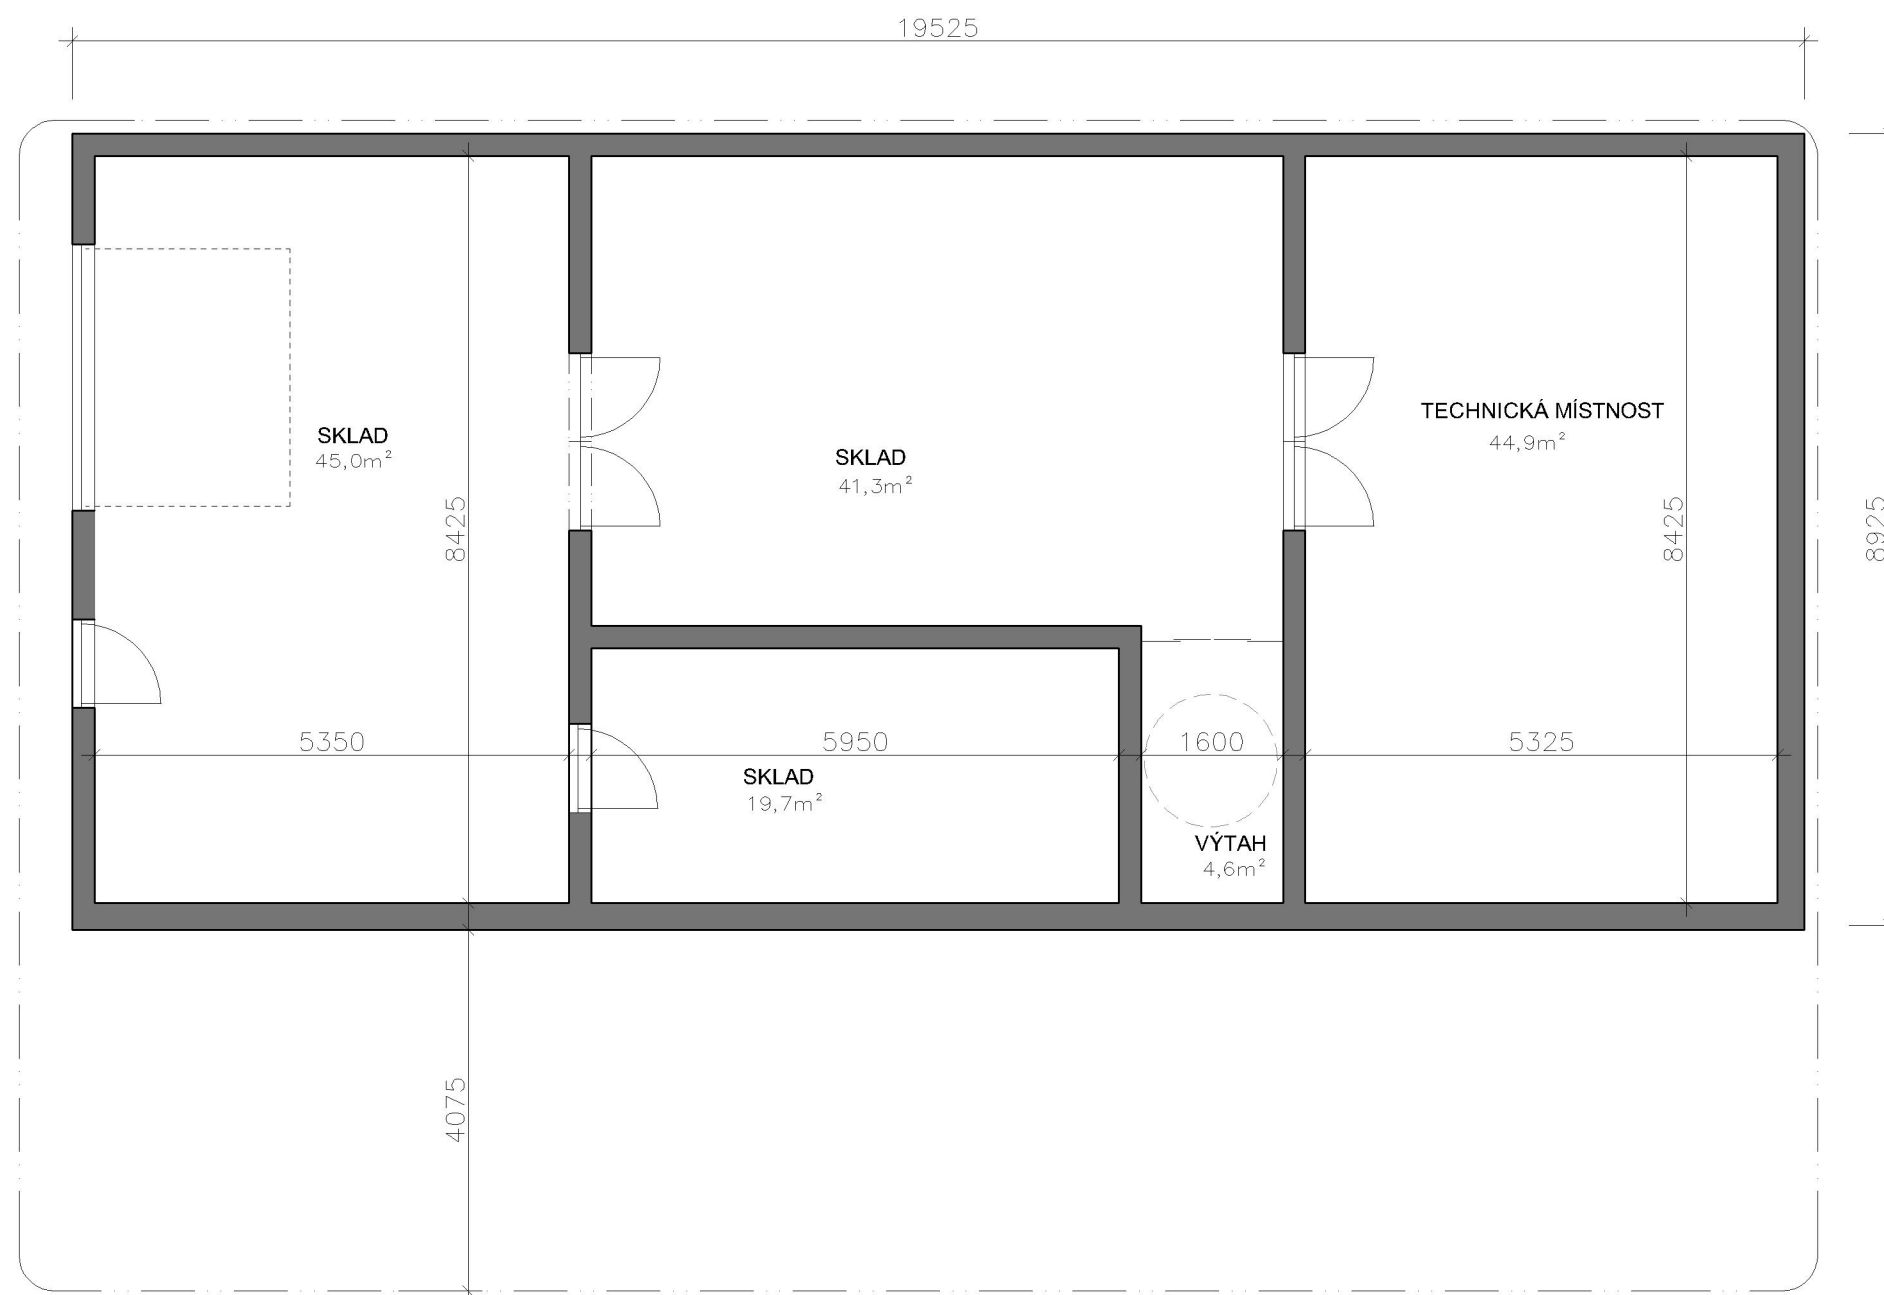 19525
TECHNICKÁ MÍSTNOST
44,9m²
SKLAD
45,0m²
SKLAD
41,3m²
8425
8425
8925
5350
5950
1600
5325
SKLAD
19,7m²
VÝTAH
4,6m²
4075